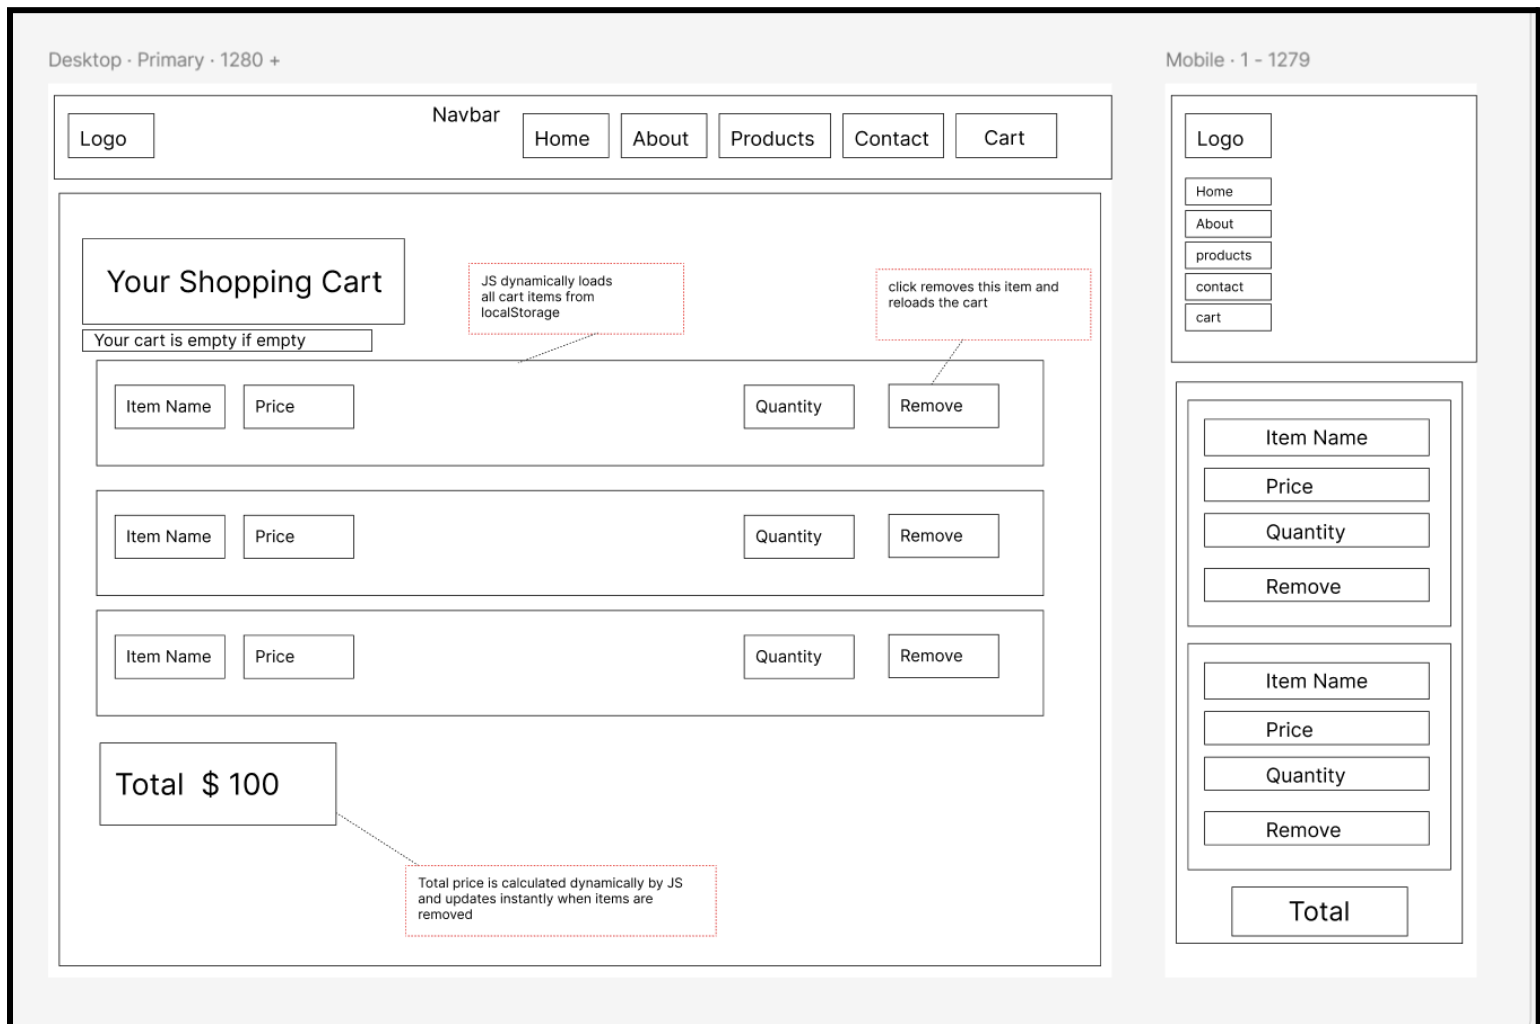 Desktop · Primary · 1280 +
Navbar
Logo
Home
About
Products
Contact
Cart
Your Shopping Cart
Your cart is empty if empty
JS dynamically loads
all cart items from
localStorage
click removes this item and
reloads the cart
Item Name
Price
Quantity
Remove
Item Name
Price
Quantity
Remove
Item Name
Price
Quantity
Remove
Total $ 100
Total price is calculated dynamically by JS
and updates instantly when items are
removed
Mobile · 1 - 1279
Logo
Home
About
products
contact
cart
Item Name
Price
Quantity
Remove
Item Name
Price
Quantity
Remove
Total